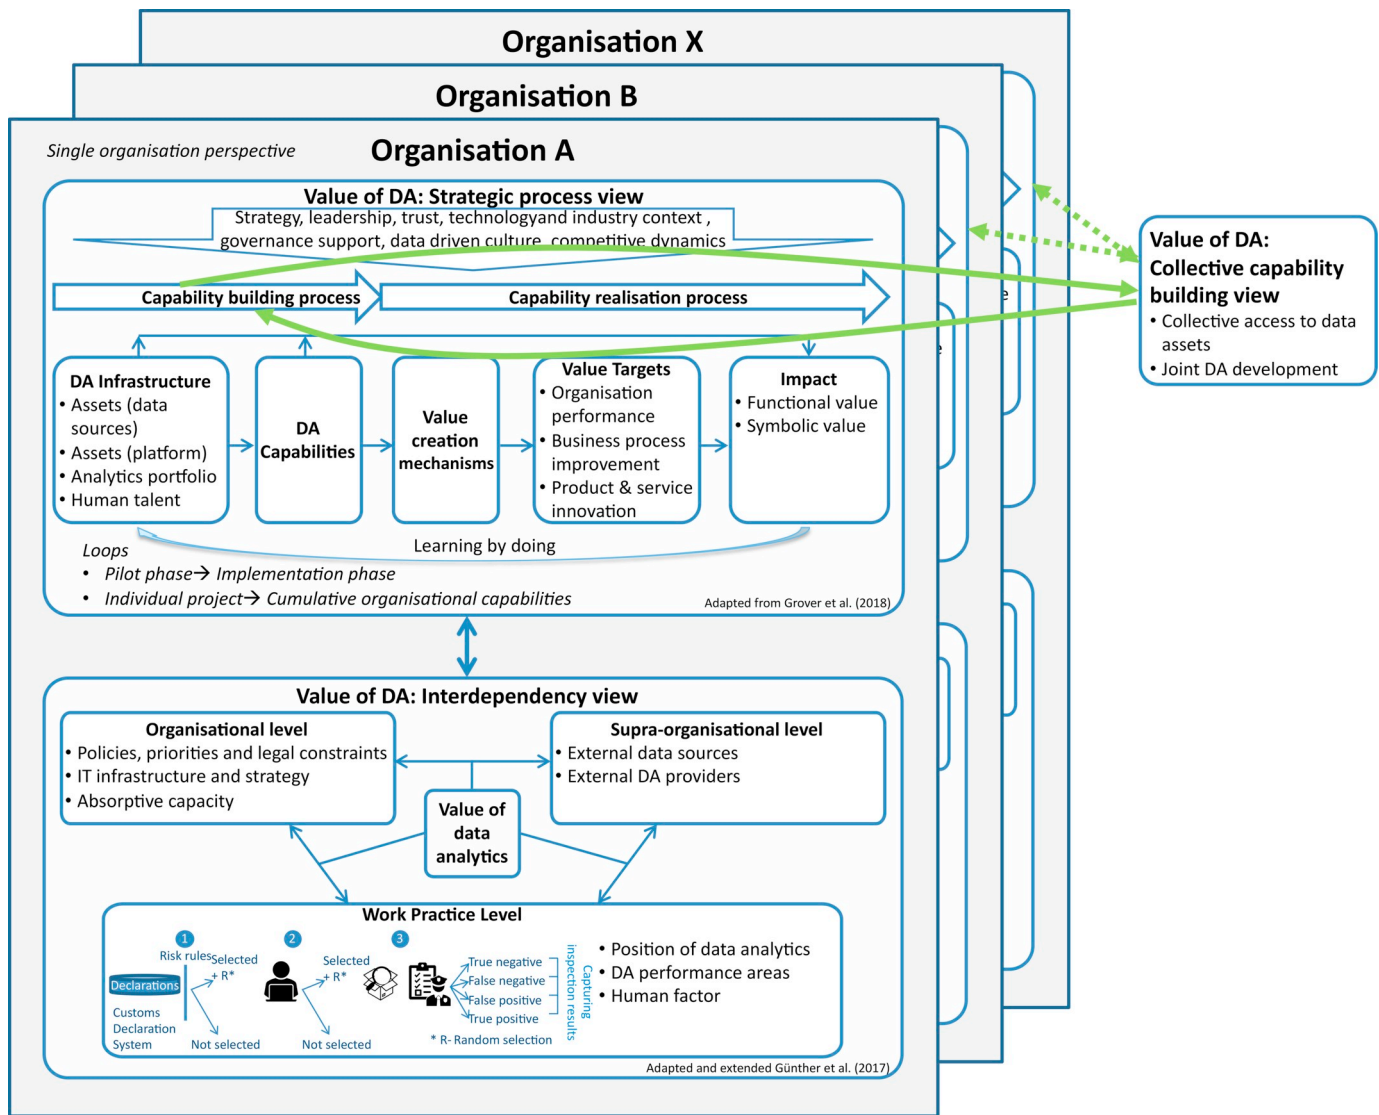 Organisation X
Organisation B
Organisation A
Single organisation perspective
Value of DA: Strategic process view
Strategy, leadership, trust, technologyand industry context ,
governance support, data driven culture, competitive dynamics
Capability building process
Capability realisation process
DA Infrastructure
• Assets (data
sources)
• Assets (platform)
• Analytics portfolio
• Human talent
DA
Capabilities
Value
creation
mechanisms
Value Targets
• Organisation
performance
• Business process
improvement
• Product & service
innovation
Impact
• Functional value
• Symbolic value
Learning by doing
Loops
• Pilot phase→ Implementation phase
• Individual project→ Cumulative organisational capabilities
Adapted from Grover et al. (2018)
Value of DA:
Collective capability
building view
• Collective access to data
assets
• Joint DA development
e
e
Value of DA: Interdependency view
Organisational level
• Policies, priorities and legal constraints
• IT infrastructure and strategy
• Absorptive capacity
Supra-organisational level
• External data sources
• External DA providers
Value of
data
analytics
Work Practice Level
1
Risk rules
Selected
+ R*
Declarations
Customs
Declaration
System
Not selected
2
Selected
+ R*
Not selected
3
True negative
False negative
False positive
True positive
* R- Random selection
Capturing
inspection results
• Position of data analytics
• DA performance areas
• Human factor
Adapted and extended Günther et al. (2017)